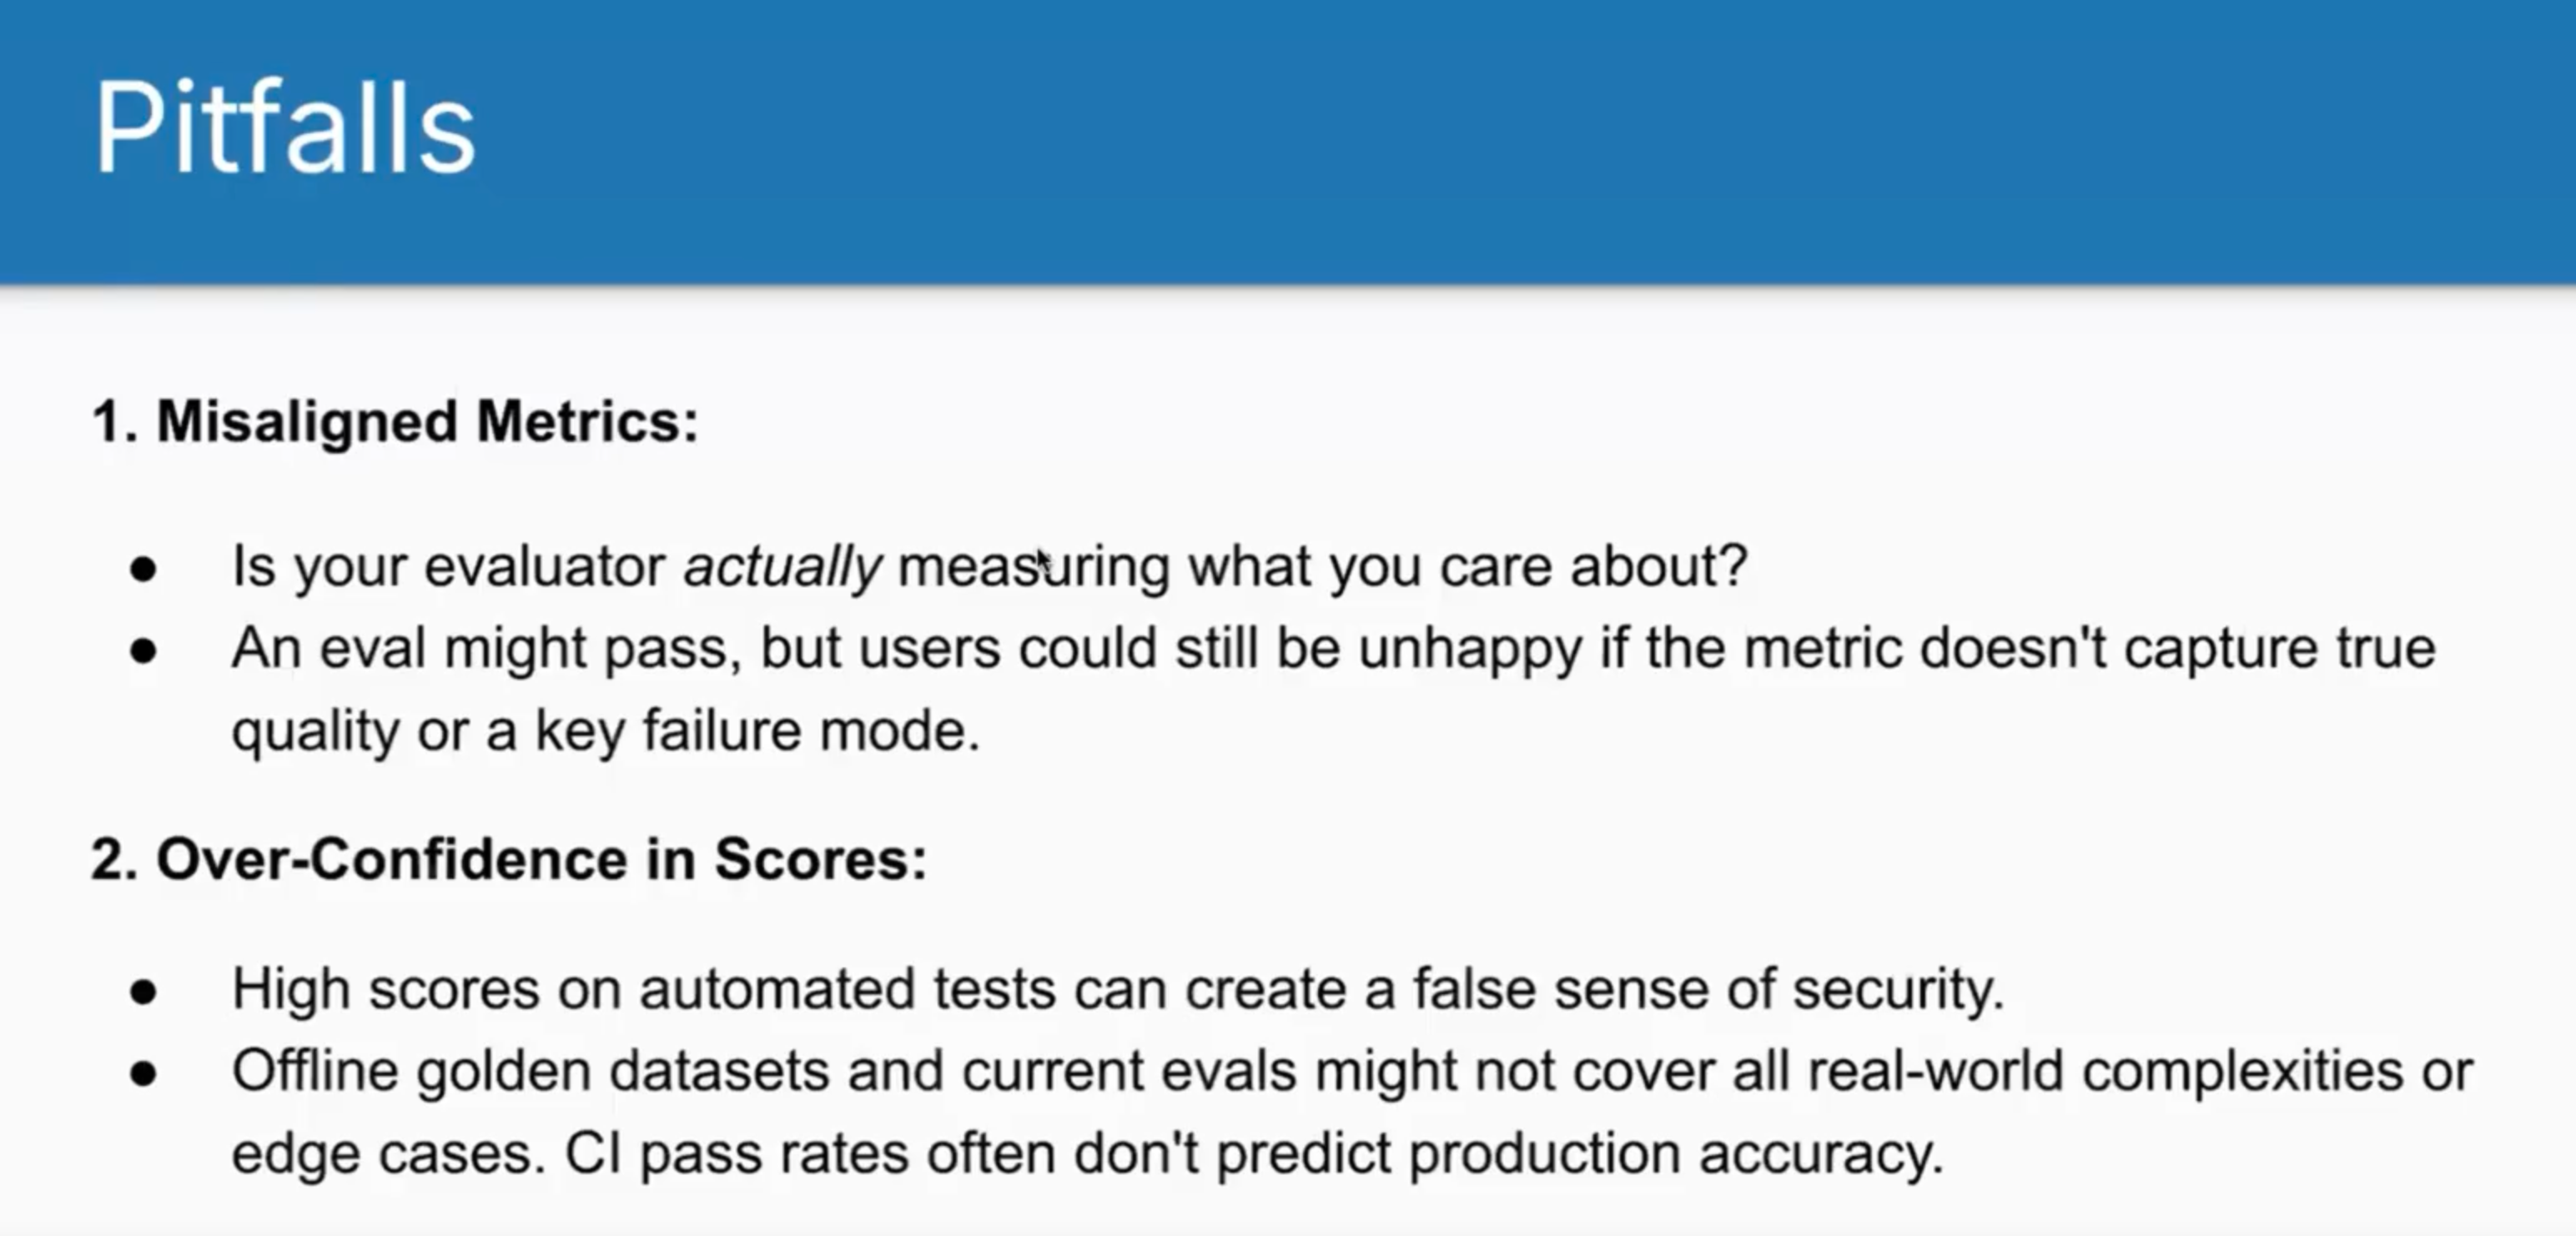 Pitfalls
1. Misaligned Metrics:
● Is your evaluator actually measuring what you care about?
● An eval might pass, but users could still be unhappy if the metric doesn't capture true
quality or a key failure mode.
2. Over-Confidence in Scores:
● High scores on automated tests can create a false sense of security.
● Offline golden datasets and current evals might not cover all real-world complexities or
edge cases. CI pass rates often don't predict production accuracy.